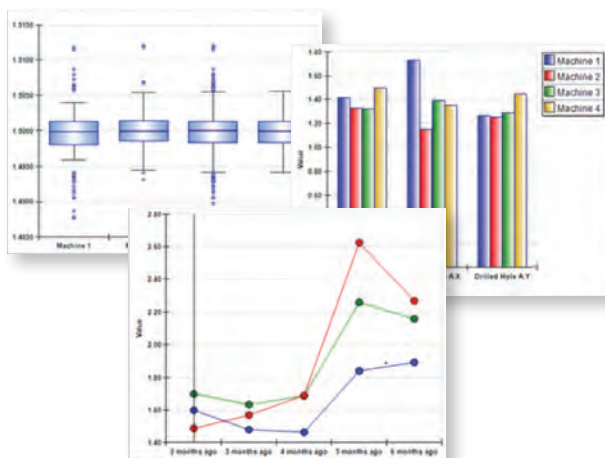 1.5150
1.5100
1.5050
1.5000
1.4950
1.4900
1.4850
Machine 1
1.80
1.60
1.40
1.20
1.00
0.80
0.60
Value
A.X
Drilled Hole A.Y
Machine 1
Machine 2
Machine 3
Machine 4
2.80
2.60
2.40
2.20
2.00
1.80
1.60
1.40
Value
2 months ago
3 months ago
4 months ago
5 months ago
6 months ago